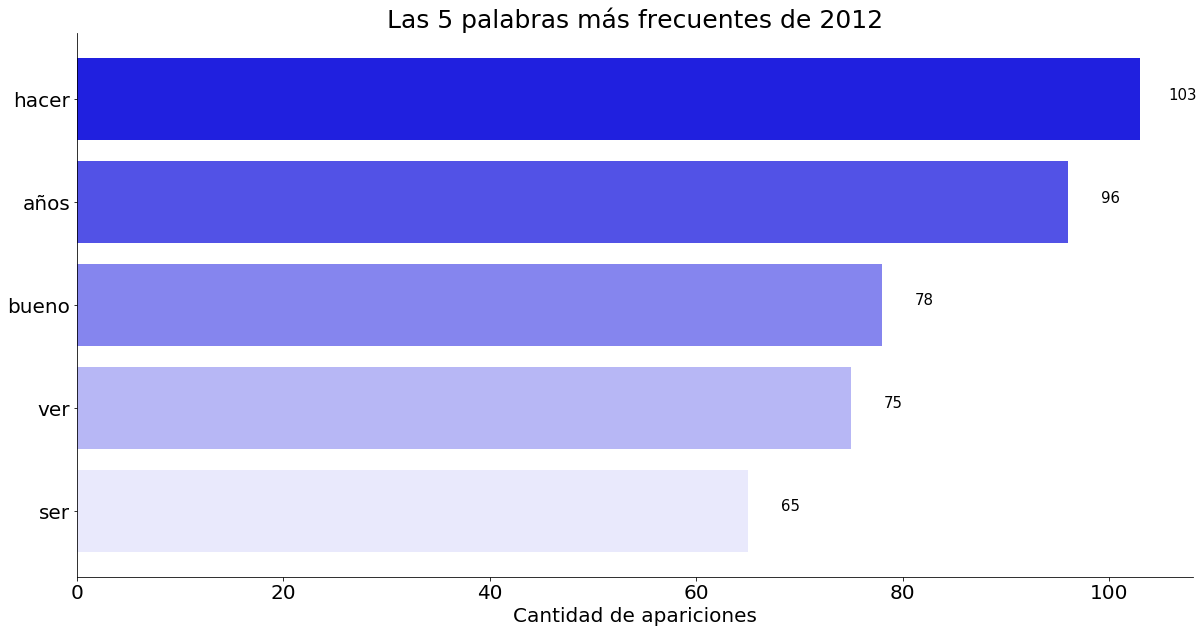 Las 5 palabras más frecuentes de 2012
hacer 103
años 96
bueno 78
ver 75
ser 65
0 20 40 60 80 100
Cantidad de apariciones